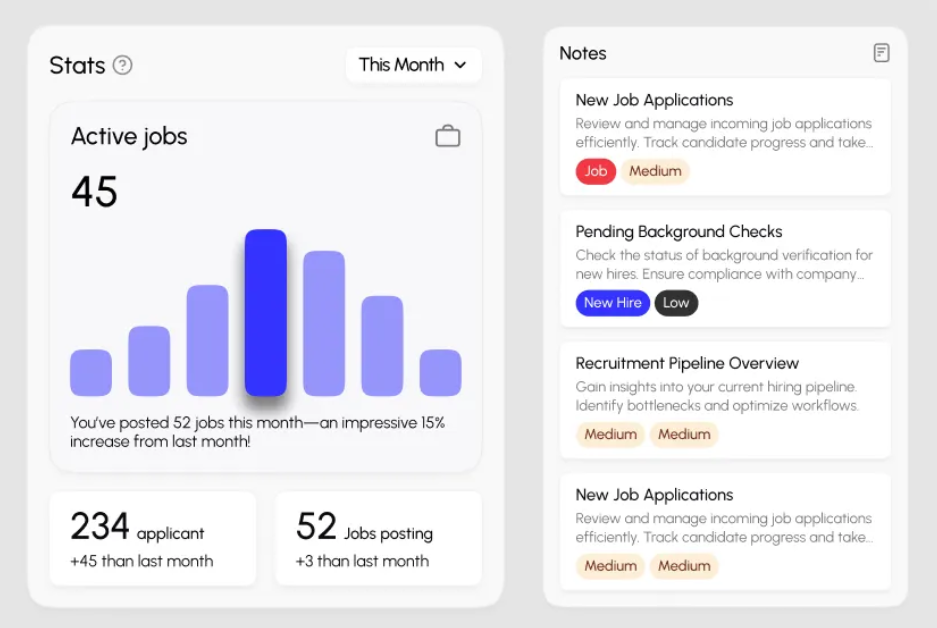 Stats
This Month
Active jobs
45
You've posted 52 jobs this month—an impressive 15%
increase from last month!
234 applicant
+45 than last month
52 Jobs posting
+3 than last month
Notes
New Job Applications
Review and manage incoming job applications
efficiently. Track candidate progress and take...
Job Medium
Pending Background Checks
Check the status of background verification for
new hires. Ensure compliance with company...
New Hire Low
Recruitment Pipeline Overview
Gain insights into your current hiring pipeline.
Identify bottlenecks and optimize workflows.
Medium Medium
New Job Applications
Review and manage incoming job applications
efficiently. Track candidate progress and take...
Medium Medium